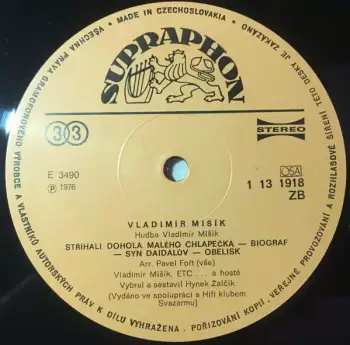 MADE IN CZECHOSLOVAKIA • VŠECHNA PRÁVA GRAMOFONOVÉHO VÝROBCE A VLASTNÍKŮ AUTORSKÝCH PRÁV K DÍLU VYHRAŽENA. POŘIZOVÁNÍ KOPIÍ, VEŘEJNÉ PROVOZOVÁNÍ A ROZHLASOVÉ ŠÍŘENÍ TÉTO DESKY JE ZAKÁZÁNO
SUPRAPHON
33
STEREO
E 3490
Ⓟ 1976
OSA
1 13 1918
ZB
VLADIMÍR MIŠÍK
Hudba Vladimír Mišík
STŘÍHALI DOHOLA MALÉHO CHLAPEČKA — BIOGRAF
— SYN DAIDALŮV — OBELISK
Arr. Pavel Fořt (vše)
Vladimír Mišík, ETC . . . a hosté
Vybral a sestavil Hynek Žalčík
(Vydáno ve spolupráci s Hifi klubem
Svazarmu)